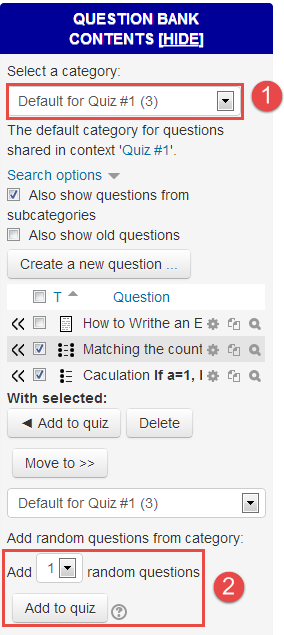 QUESTION BANK
CONTENTS [HIDE]
Select a category:
Default for Quiz #1 (3)
1
The default category for questions
shared in context 'Quiz #1'.
Search options
Also show questions from
subcategories
Also show old questions
Create a new question ...
T Question
How to Writhe an E
Matching the count
Caculation If a=1, I
With selected:
◄ Add to quiz Delete
Move to >>
Default for Quiz #1 (3)
Add random questions from category:
Add 1 random questions
2
Add to quiz ?